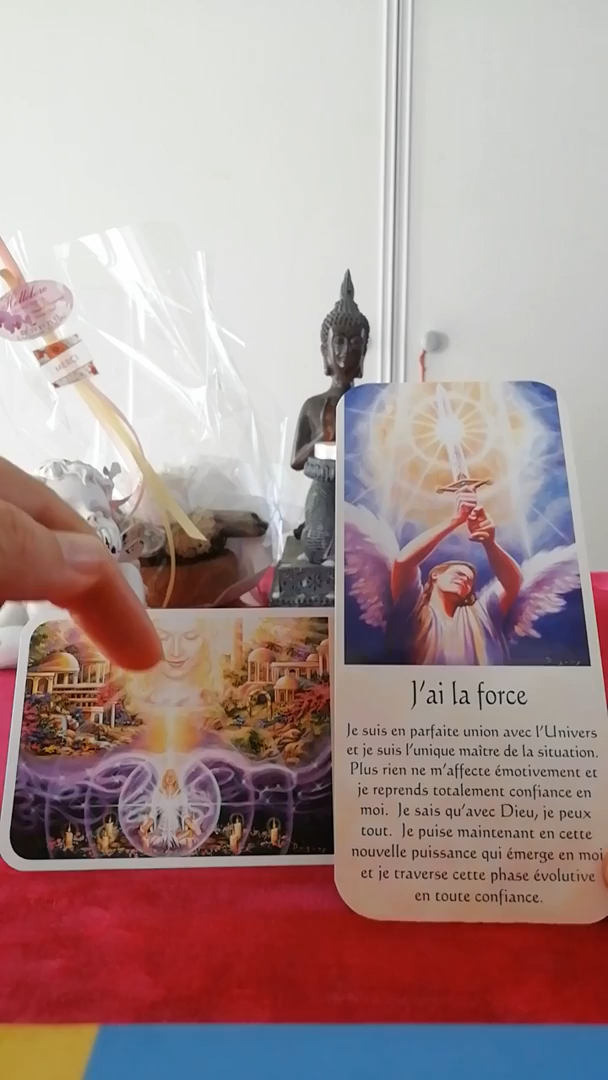 Hellébore
MERCI
J'ai la force
Je suis en parfaite union avec l'Univers
et je suis l'unique maître de la situation.
Plus rien ne m'affecte émotivement et
je reprends totalement confiance en
moi. Je sais qu'avec Dieu, je peux
tout. Je puise maintenant en cette
nouvelle puissance qui émerge en moi
et je traverse cette phase évolutive
en toute confiance.